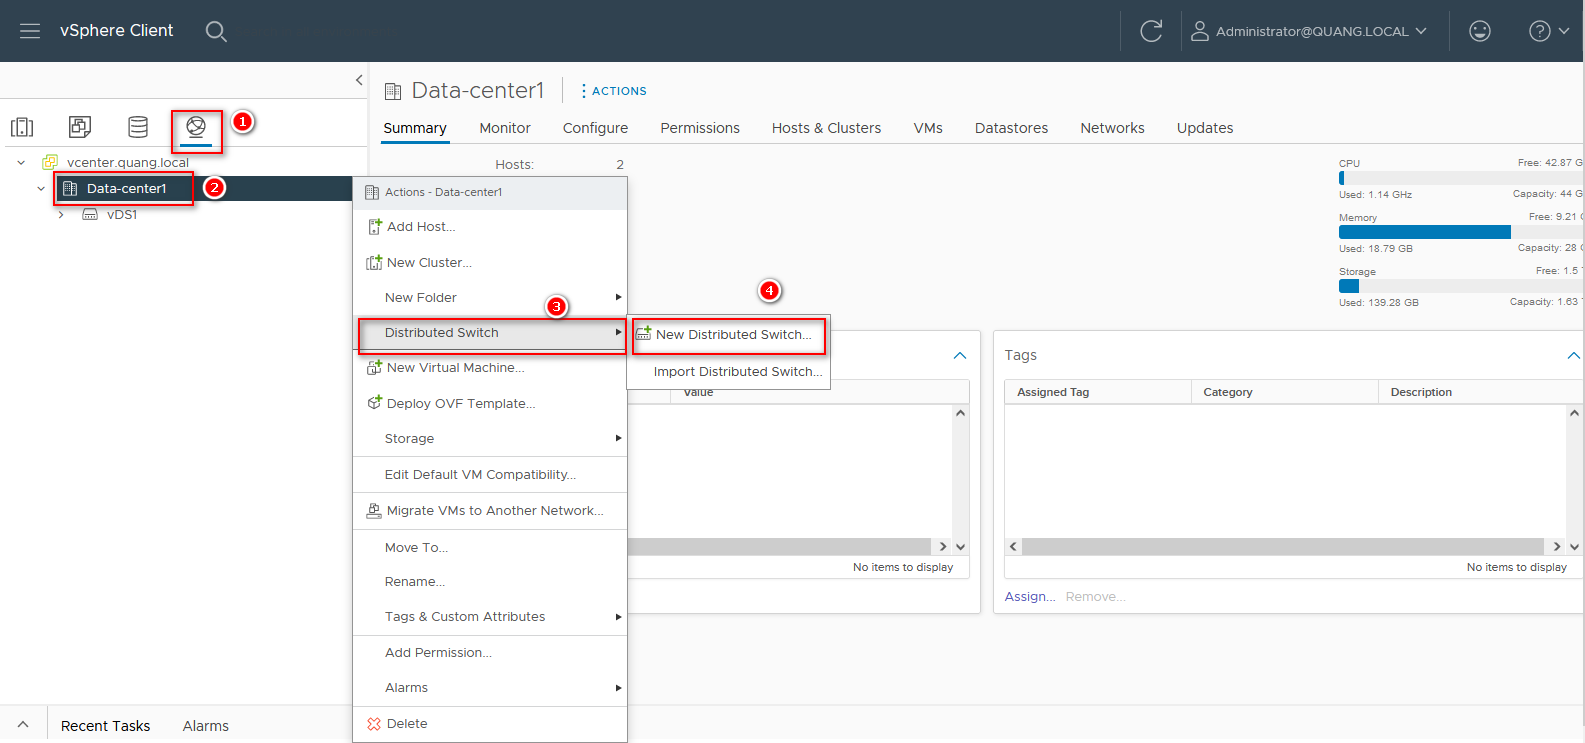 vSphere Client
Administrator@QUANG.LOCAL
?
1
vcenter.quang.local
Data-center1
2
vDS1
Data-center1
ACTIONS
Summary Monitor Configure Permissions Hosts & Clusters VMs Datastores Networks Updates
Hosts: 2
CPU Free: 42.87 G
Used: 1.14 GHz Capacity: 44 G
Memory Free: 9.21
Used: 18.79 GB Capacity: 28
Storage Free: 1.5
Used: 139.28 GB Capacity: 1.63
Actions - Data-center1
Add Host...
New Cluster...
New Folder
3
Distributed Switch
4
New Distributed Switch...
Import Distributed Switch...
New Virtual Machine...
Deploy OVF Template...
Storage
Edit Default VM Compatibility...
Migrate VMs to Another Network...
Move To...
Rename...
Tags & Custom Attributes
Add Permission...
Alarms
Delete
Value
No items to display
Tags
Assigned Tag Category Description
No items to display
Assign... Remove...
Recent Tasks Alarms